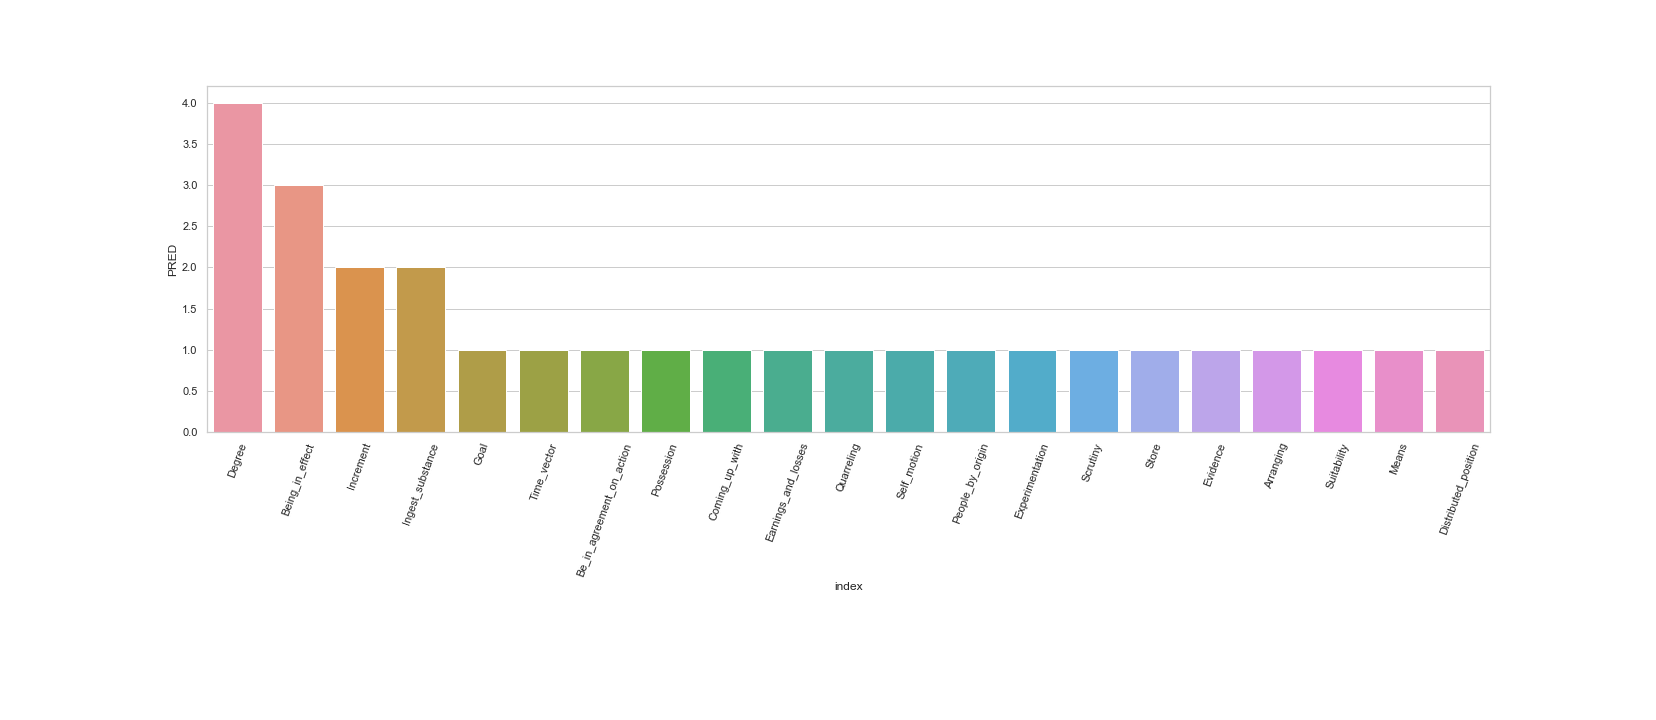 4.0
3.5
3.0
2.5
2.0
1.5
1.0
0.5
0.0
PRED
Degree
Being_in_effect
Increment
Ingest_substance
Goal
Time_vector
Be_in_agreement_on_action
Possession
Coming_up_with
Earnings_and_losses
Quarreling
Self_motion
People_by_origin
Experimentation
Scrutiny
Store
Evidence
Arranging
Suitability
Means
Distributed_position
index